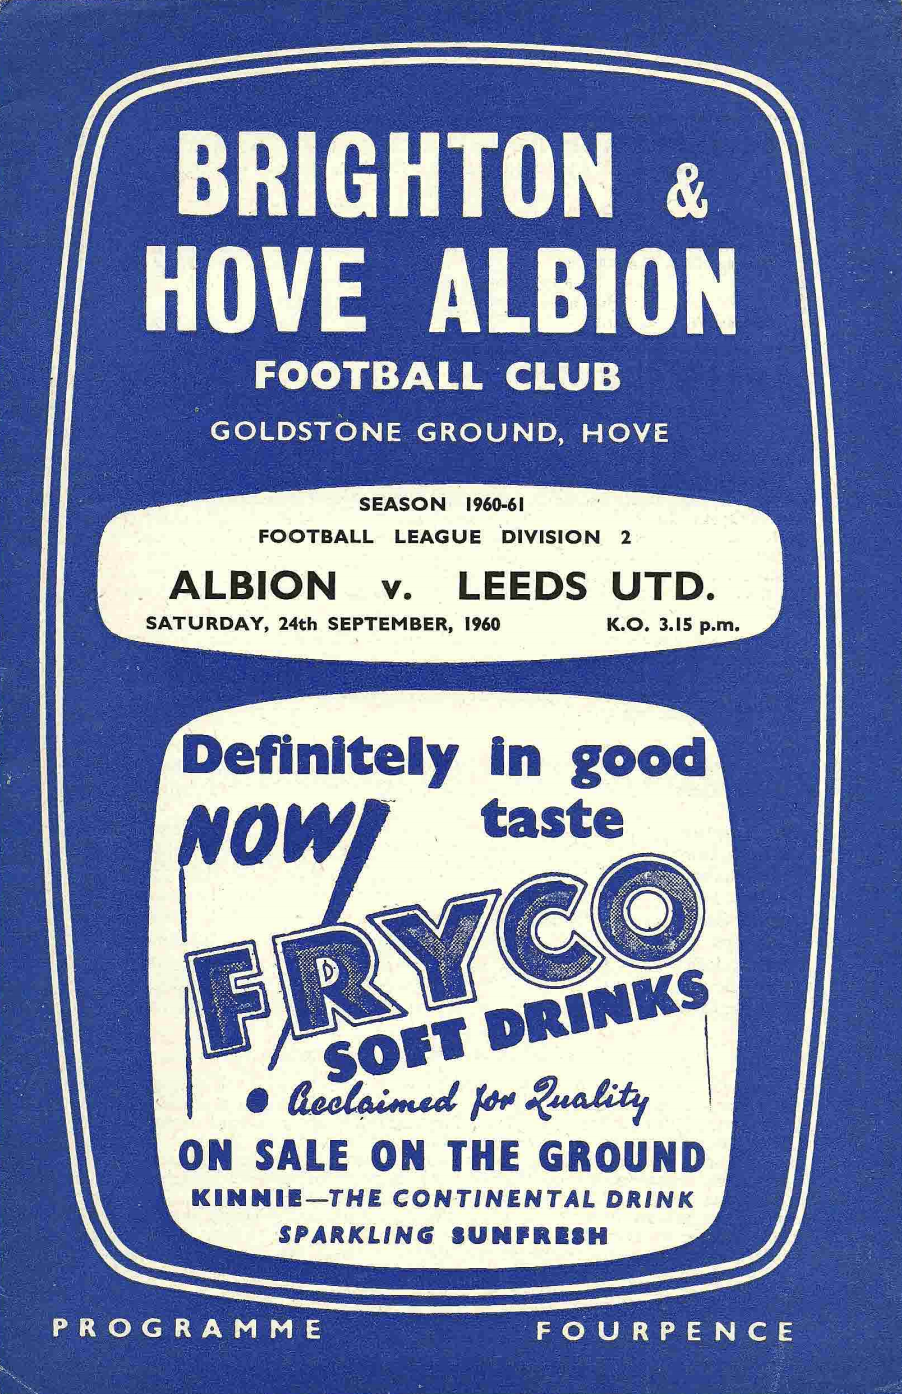 BRIGHTON &
HOVE ALBION
FOOTBALL CLUB
GOLDSTONE GROUND, HOVE
SEASON 1960-61
FOOTBALL LEAGUE DIVISION 2
ALBION v. LEEDS UTD.
SATURDAY, 24th SEPTEMBER, 1960 K.O. 3.15 p.m.
Definitely in good
NOW! taste
FRYCO
SOFT DRINKS
• Acclaimed for Quality
ON SALE ON THE GROUND
KINNIE—THE CONTINENTAL DRINK
SPARKLING SUNFRESH
PROGRAMME FOURPENCE